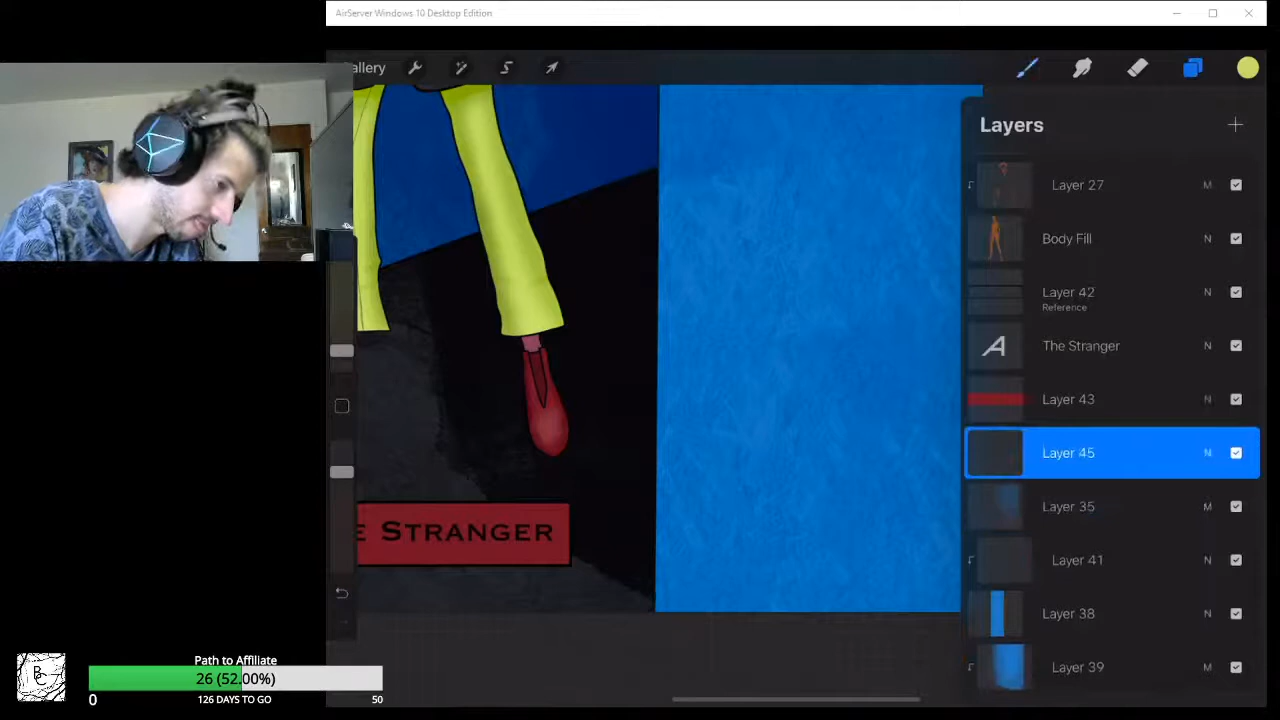 AirServer Windows 10 Desktop Edition
allery
Layers
Layer 27
M
Body Fill
N
Layer 42
N
Reference
A
The Stranger
N
Layer 43
N
Layer 45
N
Layer 35
M
Layer 41
N
Layer 38
N
Layer 39
M
E STRANGER
Path to Affiliate
26 (52.00%)
0
126 DAYS TO GO
50